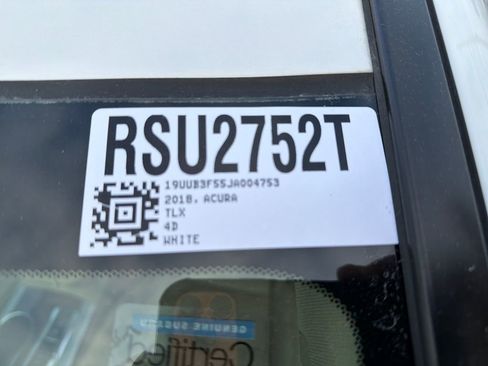 RSU2752T
19UUB3F55JA004753
2018, ACURA
TLX
4D
WHITE
GENUINE SUBARU
Certified